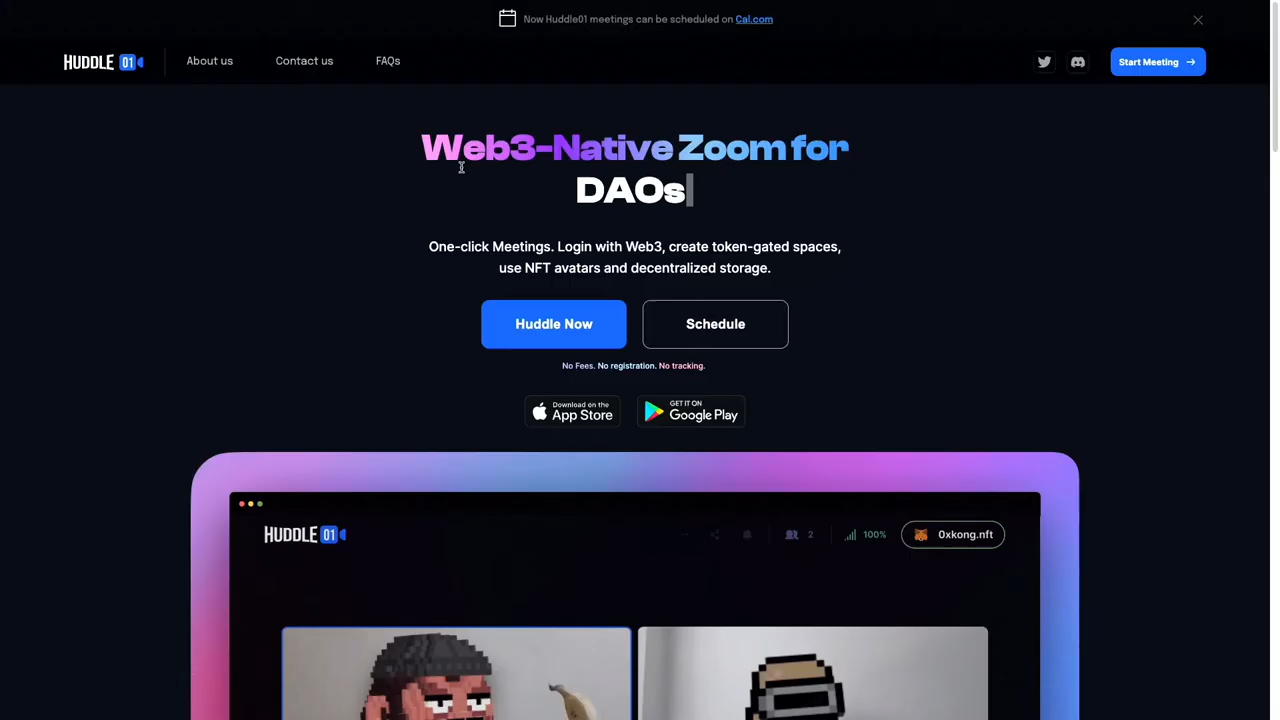 Now Huddle01 meetings can be scheduled on Cal.com
HUDDLE 01
About us
Contact us
FAQs
Start Meeting →
Web3-Native Zoom for
DAOs
One-click Meetings. Login with Web3, create token-gated spaces,
use NFT avatars and decentralized storage.
Huddle Now
Schedule
No Fees. No registration. No tracking.
Download on the
App Store
GET IT ON
Google Play
HUDDLE 01
2
100%
0xkong.nft